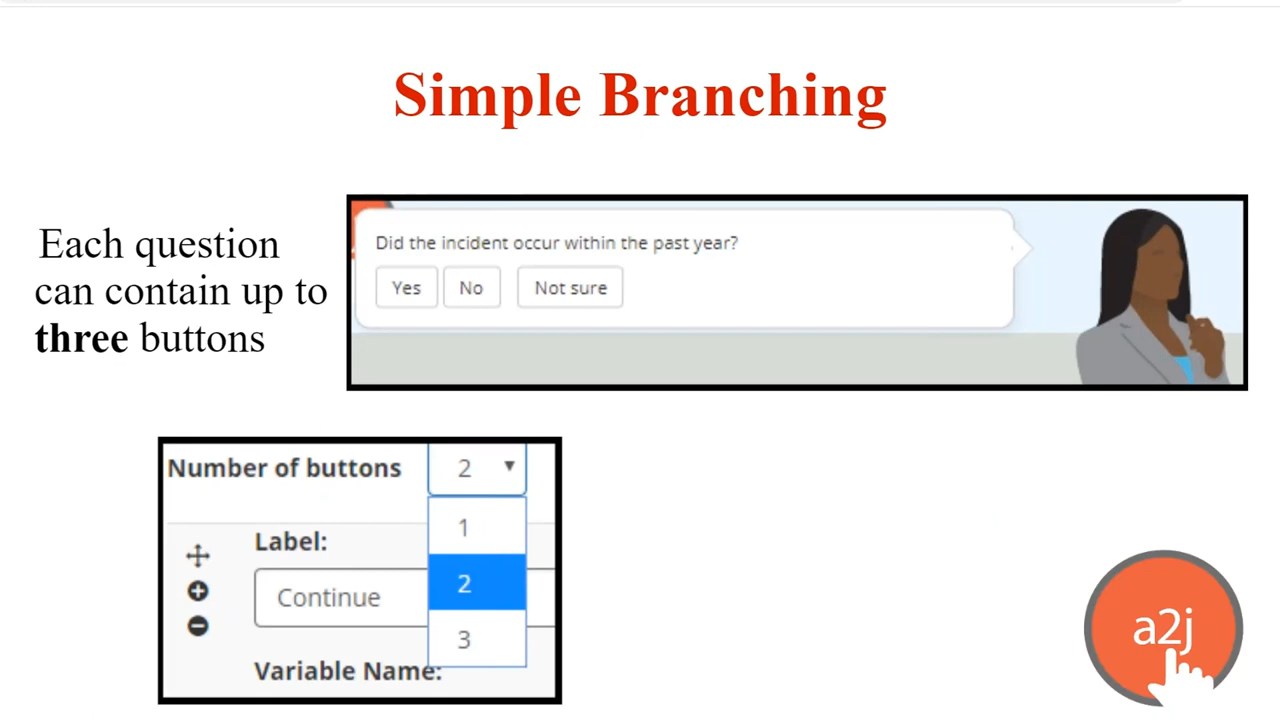 Simple Branching
Each question
can contain up to
three buttons
Did the incident occur within the past year?
Yes No Not sure
Number of buttons 2
1
2
3
Label:
Continue
Variable Name:
a2j